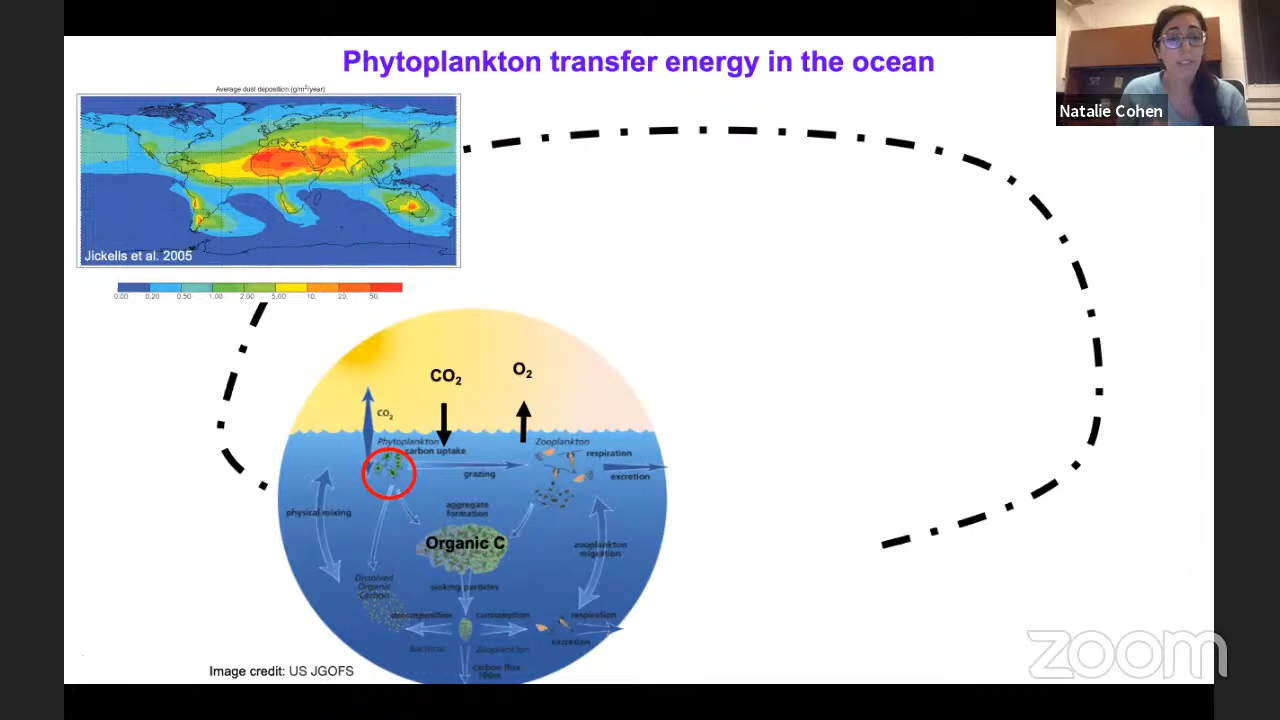 Phytoplankton transfer energy in the ocean
Natalie Cohen
Average dust deposition (g/m²/year)
Jickells et al. 2005
0.00 0.20 0.50 1.00 2.00 5.00 10. 20. 50.
CO₂
O₂
CO₂
Phytoplankton
carbon uptake
Zooplankton
respiration
grazing
excretion
physical mixing
aggregate
formation
Organic C
zooplankton
migration
Dissolved
Organic
Carbon
sinking particles
decomposition
consumption
respiration
excretion
Bacteria
Zooplankton
carbon flux
Image credit: US JGOFS
zoom